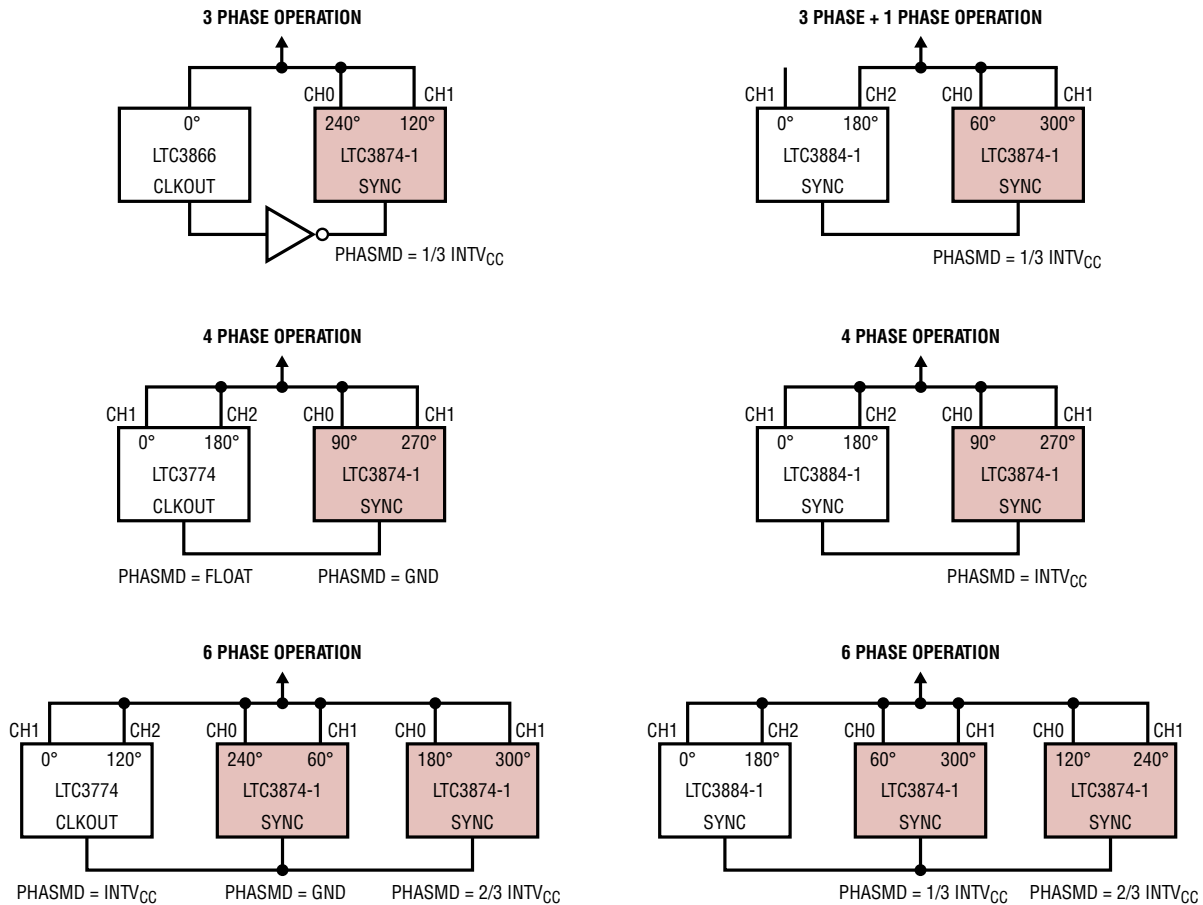 3 PHASE OPERATION
CH0 CH1
0° 240° 120°
LTC3866 LTC3874-1
CLKOUT SYNC
PHASMD = 1/3 INTVCC
3 PHASE + 1 PHASE OPERATION
CH1 CH2 CH0 CH1
0° 180° 60° 300°
LTC3884-1 LTC3874-1
SYNC SYNC
PHASMD = 1/3 INTVCC
4 PHASE OPERATION
CH1 CH2 CH0 CH1
0° 180° 90° 270°
LTC3774 LTC3874-1
CLKOUT SYNC
PHASMD = FLOAT PHASMD = GND
4 PHASE OPERATION
CH1 CH2 CH0 CH1
0° 180° 90° 270°
LTC3884-1 LTC3874-1
SYNC SYNC
PHASMD = INTVCC
6 PHASE OPERATION
CH1 CH2 CH0 CH1 CH0 CH1
0° 120° 240° 60° 180° 300°
LTC3774 LTC3874-1 LTC3874-1
CLKOUT SYNC SYNC
PHASMD = INTVCC PHASMD = GND PHASMD = 2/3 INTVCC
6 PHASE OPERATION
CH1 CH2 CH0 CH1 CH0 CH1
0° 180° 60° 300° 120° 240°
LTC3884-1 LTC3874-1 LTC3874-1
SYNC SYNC SYNC
PHASMD = 1/3 INTVCC PHASMD = 2/3 INTVCC